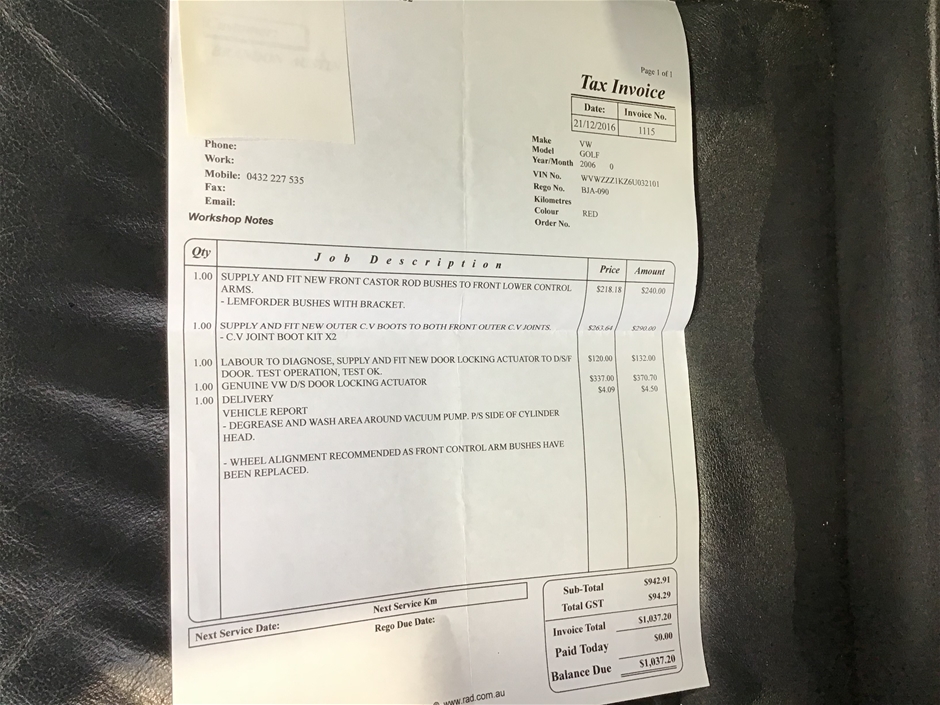 Page 1 of 1
Tax Invoice
Date: Invoice No.
21/12/2016 1115
Make VW
Model GOLF
Year/Month 2006 0
VIN No. WVWZZZ1KZ6U032101
Rego No. BJA-090
Kilometres
Colour RED
Order No.
Phone:
Work:
Mobile: 0432 227 535
Fax:
Email:
Workshop Notes
Qty Job Description Price Amount
1.00 SUPPLY AND FIT NEW FRONT CASTOR ROD BUSHES TO FRONT LOWER CONTROL $218.18 $240.00
ARMS.
- LEMFORDER BUSHES WITH BRACKET.
1.00 SUPPLY AND FIT NEW OUTER C.V BOOTS TO BOTH FRONT OUTER C.V JOINTS. $263.64 $290.00
- C.V JOINT BOOT KIT X2
1.00 LABOUR TO DIAGNOSE, SUPPLY AND FIT NEW DOOR LOCKING ACTUATOR TO D/S/F $120.00 $132.00
DOOR. TEST OPERATION, TEST OK.
1.00 GENUINE VW D/S DOOR LOCKING ACTUATOR $337.00 $370.70
1.00 DELIVERY $4.09 $4.50
VEHICLE REPORT
- DEGREASE AND WASH AREA AROUND VACUUM PUMP. P/S SIDE OF CYLINDER
HEAD.
- WHEEL ALIGNMENT RECOMMENDED AS FRONT CONTROL ARM BUSHES HAVE
BEEN REPLACED.
Next Service Date: Next Service Km
Rego Due Date:
Sub-Total $942.91
Total GST $94.29
Invoice Total $1,037.20
Paid Today $0.00
Balance Due $1,037.20
www.rad.com.au